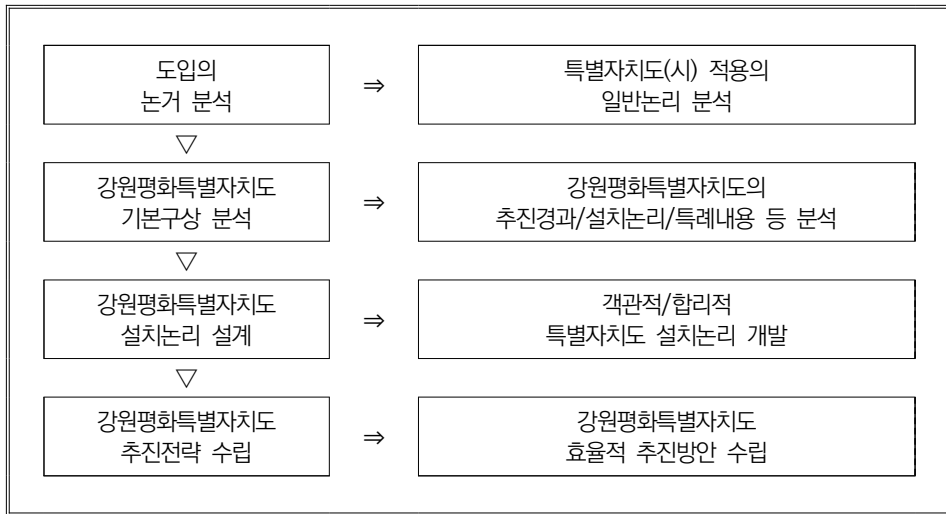 도입의
논거 분석
⇒
특별자치도(시) 적용의
일반논리 분석
▽
강원평화특별자치도
기본구상 분석
⇒
강원평화특별자치도의
추진경과/설치논리/특례내용 등 분석
▽
강원평화특별자치도
설치논리 설계
⇒
객관적/합리적
특별자치도 설치논리 개발
▽
강원평화특별자치도
추진전략 수립
⇒
강원평화특별자치도
효율적 추진방안 수립